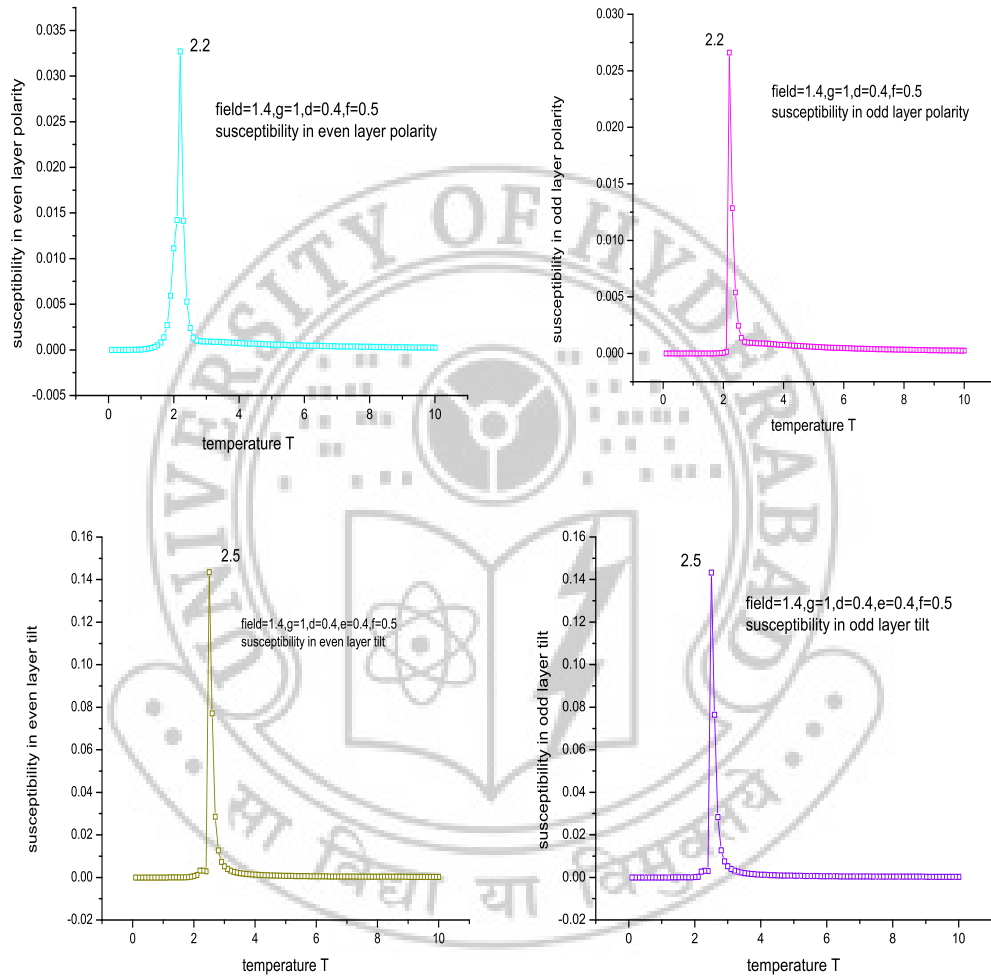 0.035
0.030
0.025
0.020
0.015
0.010
0.005
0.000
-0.005
susceptibility in even layer polarity
2.2
field=1.4,g=1,d=0.4,f=0.5
susceptibility in even layer polarity
0 2 4 6 8 10
temperature T
0.030
0.025
0.020
0.015
0.010
0.005
0.000
susceptibility in odd layer polarity
2.2
field=1.4,g=1,d=0.4,f=0.5
susceptibility in odd layer polarity
0 2 4 6 8 10
temperature T
UNIVERSITY OF HYDERABAD
0.16
0.14
0.12
0.10
0.08
0.06
0.04
0.02
0.00
-0.02
susceptibility in even layer tilt
2.5
field=1.4,g=1,d=0.4,e=0.4,f=0.5
susceptibility in even layer tilt
0 2 4 6 8 10
temperature T
0.16
0.14
0.12
0.10
0.08
0.06
0.04
0.02
0.00
-0.02
susceptibility in odd layer tilt
2.5
field=1.4,g=1,d=0.4,e=0.4,f=0.5
susceptibility in odd layer tilt
0 2 4 6 8 10
temperature T
सा विद्या या विमुक्तये